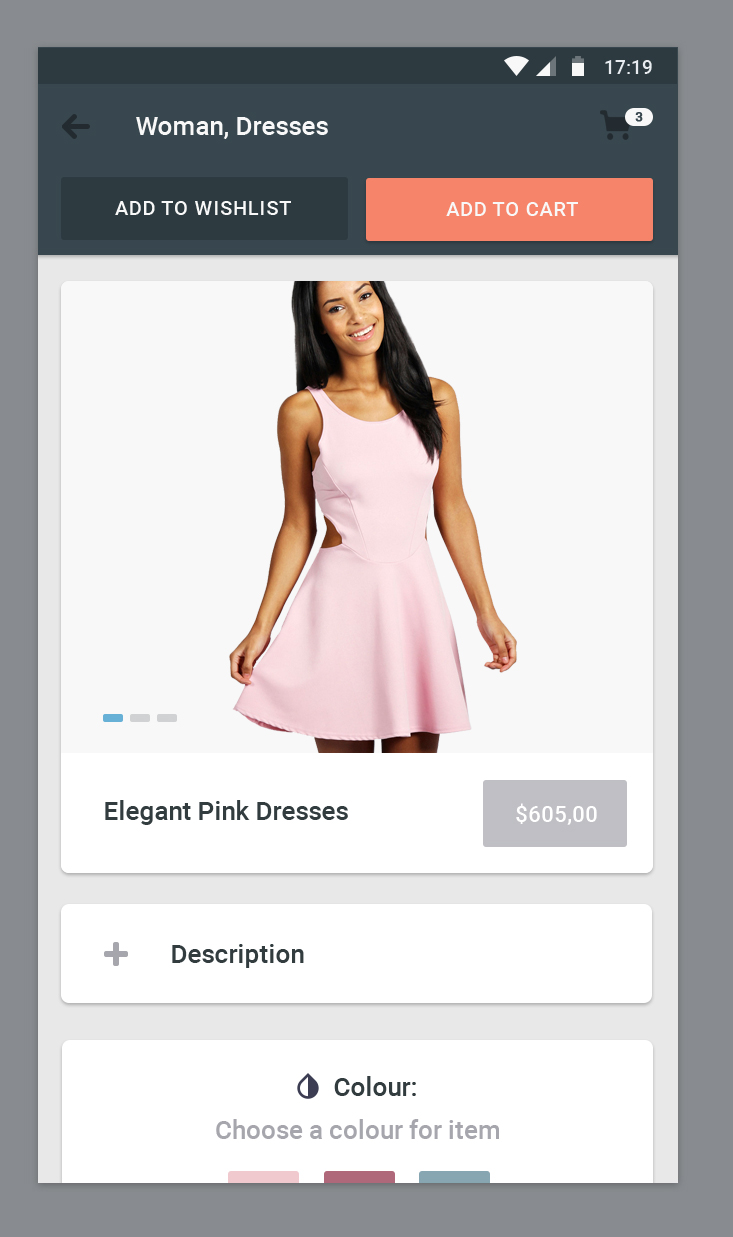 17:19
Woman, Dresses
3
ADD TO WISHLIST
ADD TO CART
Elegant Pink Dresses
$605,00
Description
Colour:
Choose a colour for item